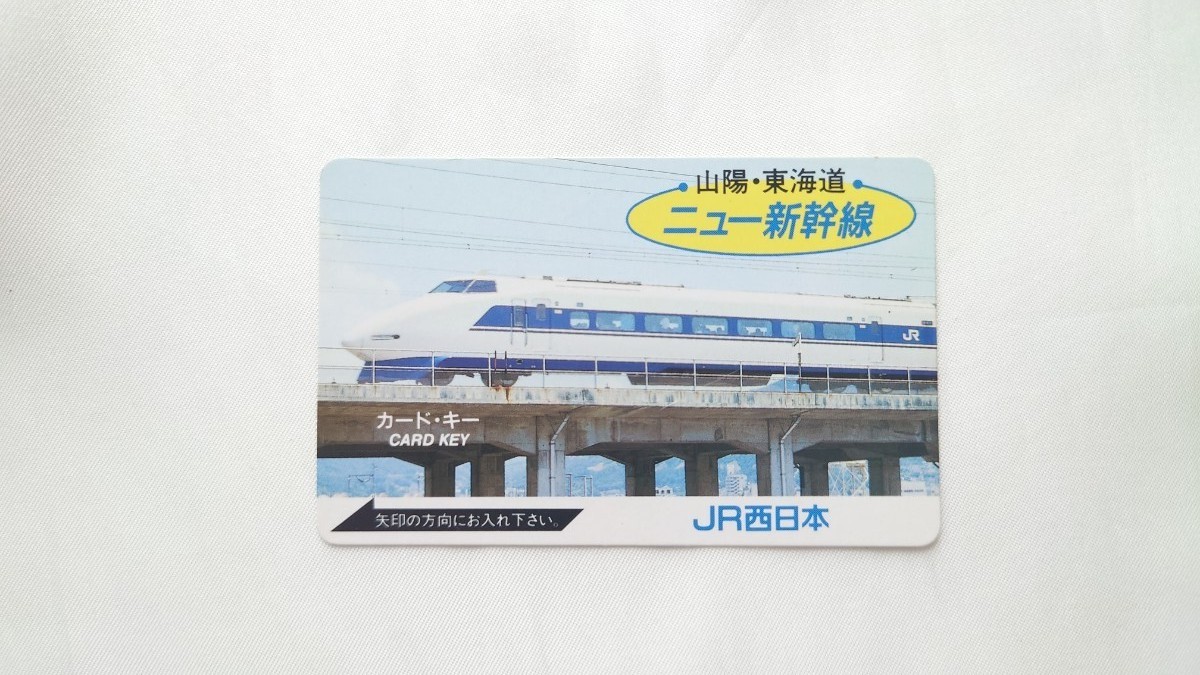 山陽・東海道
ニュー新幹線
JR
カード・キー
CARD KEY
矢印の方向にお入れ下さい。
JR西日本